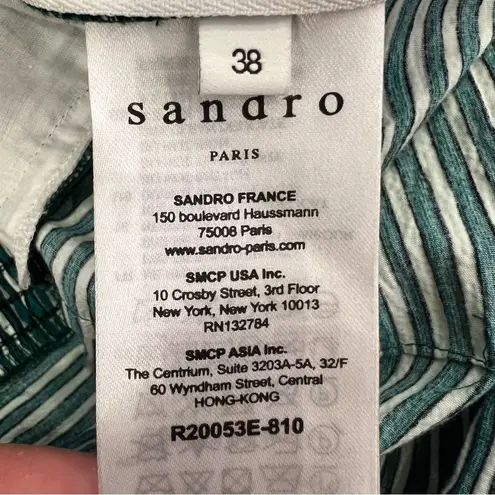 38
sandro
PARIS
SANDRO FRANCE
150 boulevard Haussmann
75008 Paris
www.sandro-paris.com
SMCP USA Inc.
10 Crosby Street, 3rd Floor
New York, New York 10013
RN132784
SMCP ASIA Inc.
The Centrium, Suite 3203A-5A, 32/F
60 Wyndham Street, Central
HONG-KONG
R20053E-810